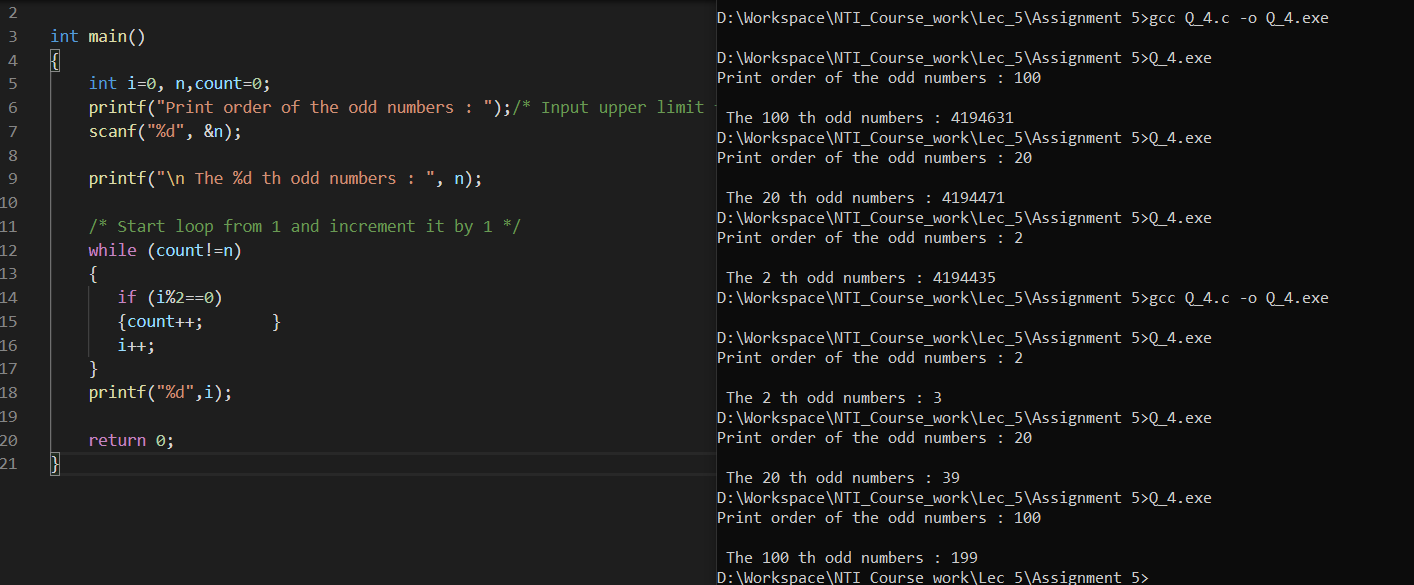 2
3 int main()
4 {
5 int i=0, n,count=0;
6 printf("Print order of the odd numbers : ");/* Input upper limit
7 scanf("%d", &n);
8
9 printf("\n The %d th odd numbers : ", n);
10
11 /* Start loop from 1 and increment it by 1 */
12 while (count!=n)
13 {
14 if (i%2==0)
15 {count++; }
16 i++;
17 }
18 printf("%d",i);
19
20 return 0;
21 }
D:\Workspace\NTI_Course_work\Lec_5\Assignment 5>gcc Q_4.c -o Q_4.exe
D:\Workspace\NTI_Course_work\Lec_5\Assignment 5>Q_4.exe
Print order of the odd numbers : 100
The 100 th odd numbers : 4194631
D:\Workspace\NTI_Course_work\Lec_5\Assignment 5>Q_4.exe
Print order of the odd numbers : 20
The 20 th odd numbers : 4194471
D:\Workspace\NTI_Course_work\Lec_5\Assignment 5>Q_4.exe
Print order of the odd numbers : 2
The 2 th odd numbers : 4194435
D:\Workspace\NTI_Course_work\Lec_5\Assignment 5>gcc Q_4.c -o Q_4.exe
D:\Workspace\NTI_Course_work\Lec_5\Assignment 5>Q_4.exe
Print order of the odd numbers : 2
The 2 th odd numbers : 3
D:\Workspace\NTI_Course_work\Lec_5\Assignment 5>Q_4.exe
Print order of the odd numbers : 20
The 20 th odd numbers : 39
D:\Workspace\NTI_Course_work\Lec_5\Assignment 5>Q_4.exe
Print order of the odd numbers : 100
The 100 th odd numbers : 199
D:\Workspace\NTI_Course_work\Lec_5\Assignment 5>